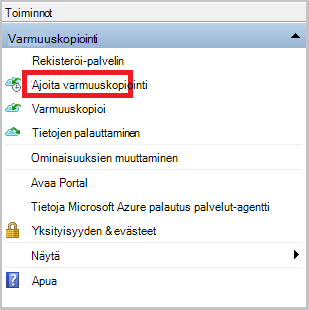 Toiminnot
Varmuuskopiointi
Rekisteröi-palvelin
Ajoita varmuuskopiointi
Varmuuskopioi
Tietojen palauttaminen
Ominaisuuksien muuttaminen
Avaa Portal
Tietoja Microsoft Azure palautus palvelut-agentti
Yksityisyyden & evästeet
Näytä
Apua